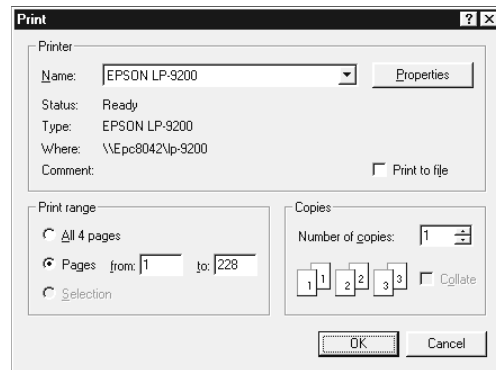 Print
Printer
Name: EPSON LP-9200 Properties
Status: Ready
Type: EPSON LP-9200
Where: \\Epc8042\lp-9200
Comment: Print to file
Print range
All 4 pages
Pages from: 1 to: 228
Selection
Copies
Number of copies: 1
1 1 2 2 3 3 Collate
OK Cancel